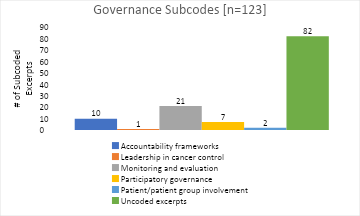 Governance Subcodes [n=123]
# of Subcoded
Excerpts
90
80
70
60
50
40
30
20
10
0
10
1
21
7
2
82
Accountability frameworks
Leadership in cancer control
Monitoring and evaluation
Participatory governance
Patient/patient group involvement
Uncoded excerpts